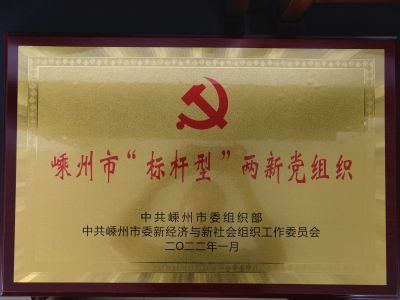 嵊州市“标杆型”两新党组织
中共嵊州市委组织部
中共嵊州市委新经济与新社会组织工作委员会
二〇二二年一月